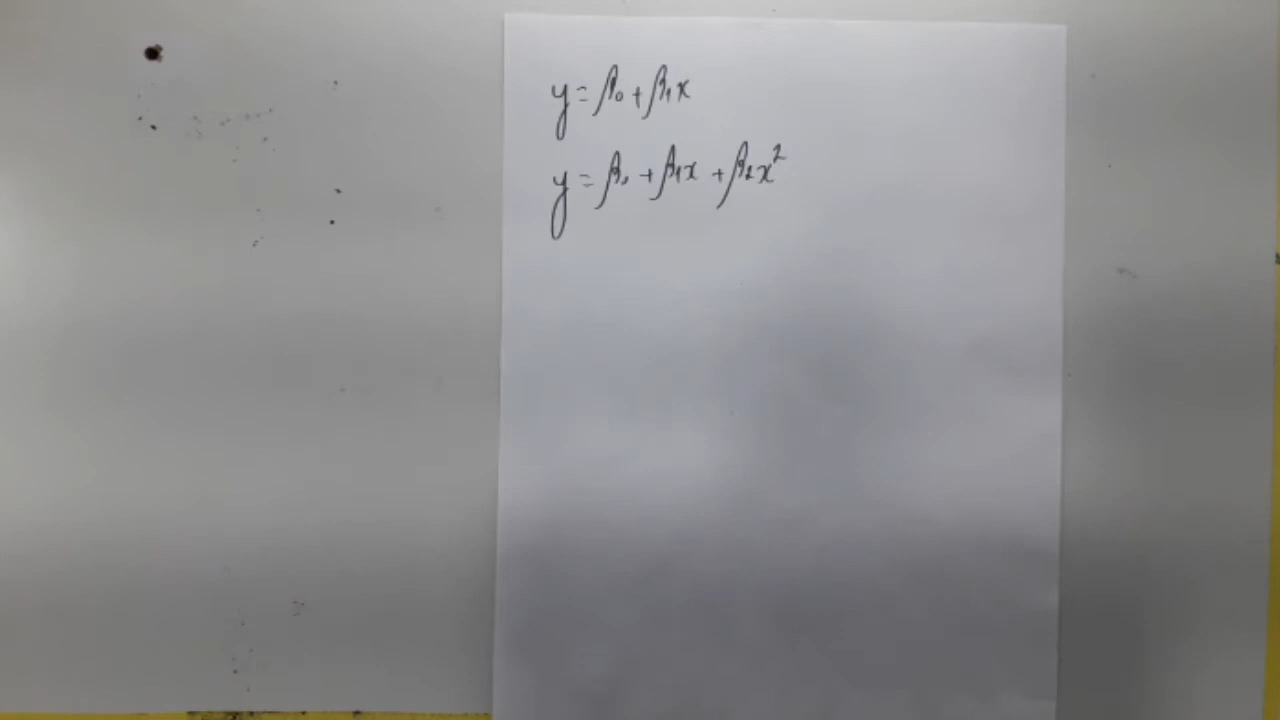 y = β₀ + β₁x
y = β₀ + β₁x + β₂x²